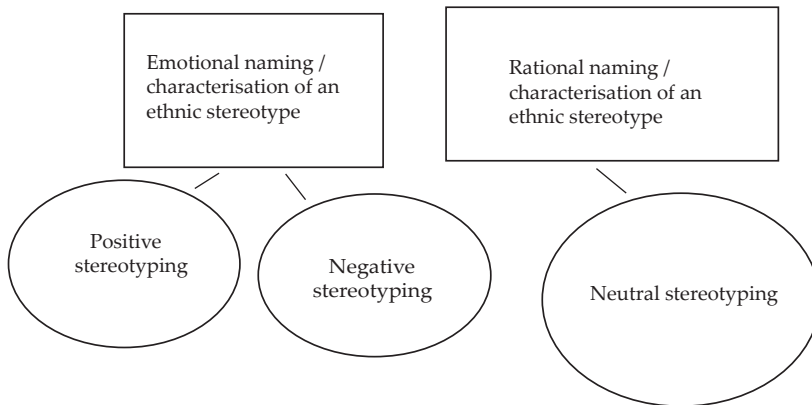 Emotional naming /
characterisation of an
ethnic stereotype
Rational naming /
characterisation of an
ethnic stereotype
Positive
stereotyping
Negative
stereotyping
Neutral stereotyping